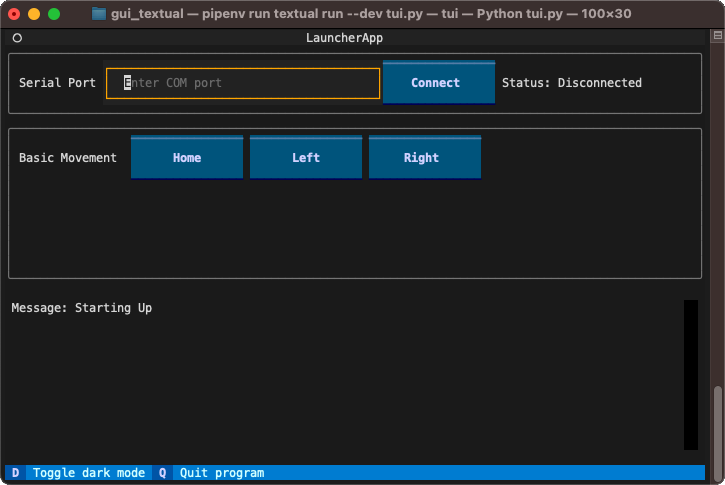 gui_textual — pipenv run textual run --dev tui.py — tui — Python tui.py — 100×30
LauncherApp
Serial Port Enter COM port Connect Status: Disconnected
Basic Movement Home Left Right
Message: Starting Up
D Toggle dark mode Q Quit program